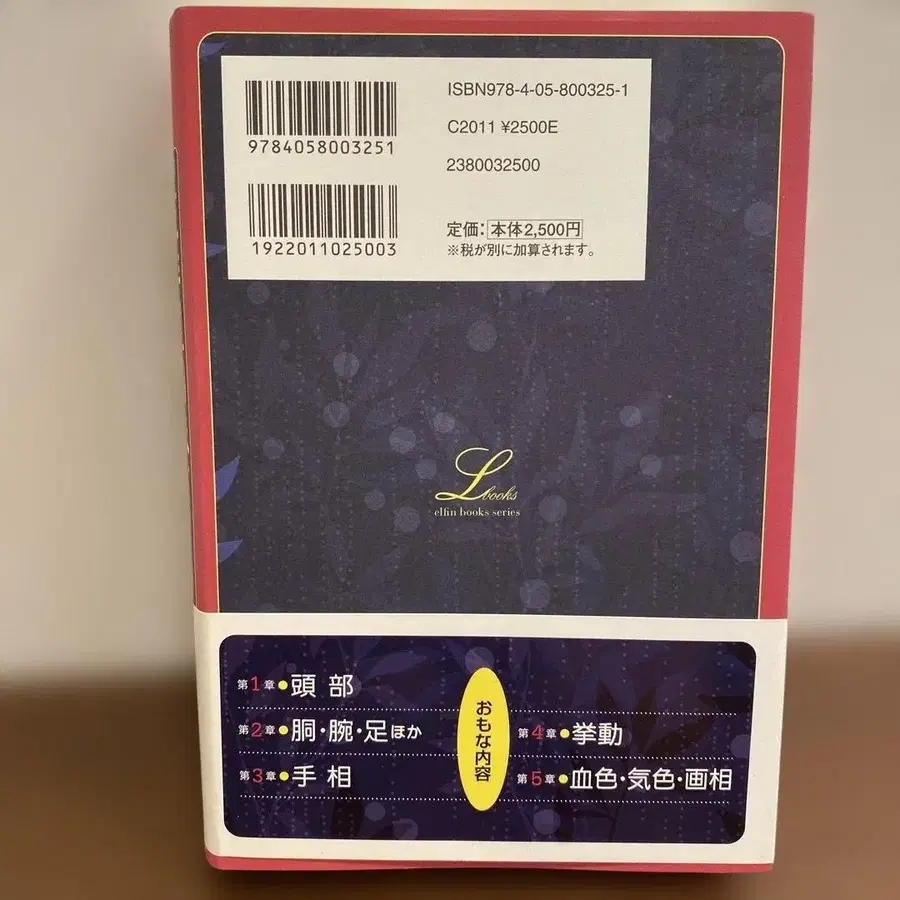 ISBN978-4-05-800325-1
9784058003251
C2011 ¥2500E
2380032500
1922011025003
定価：本体2,500円
※税が別に加算されます。
L books
elfin books series
おもな内容
第1章●頭部
第2章●胴・腕・足ほか
第3章●手相
第4章●挙動
第5章●血色・気色・画相